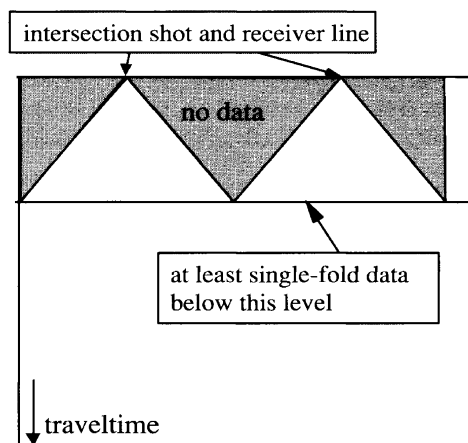 intersection shot and receiver line
no data
at least single-fold data
below this level
traveltime